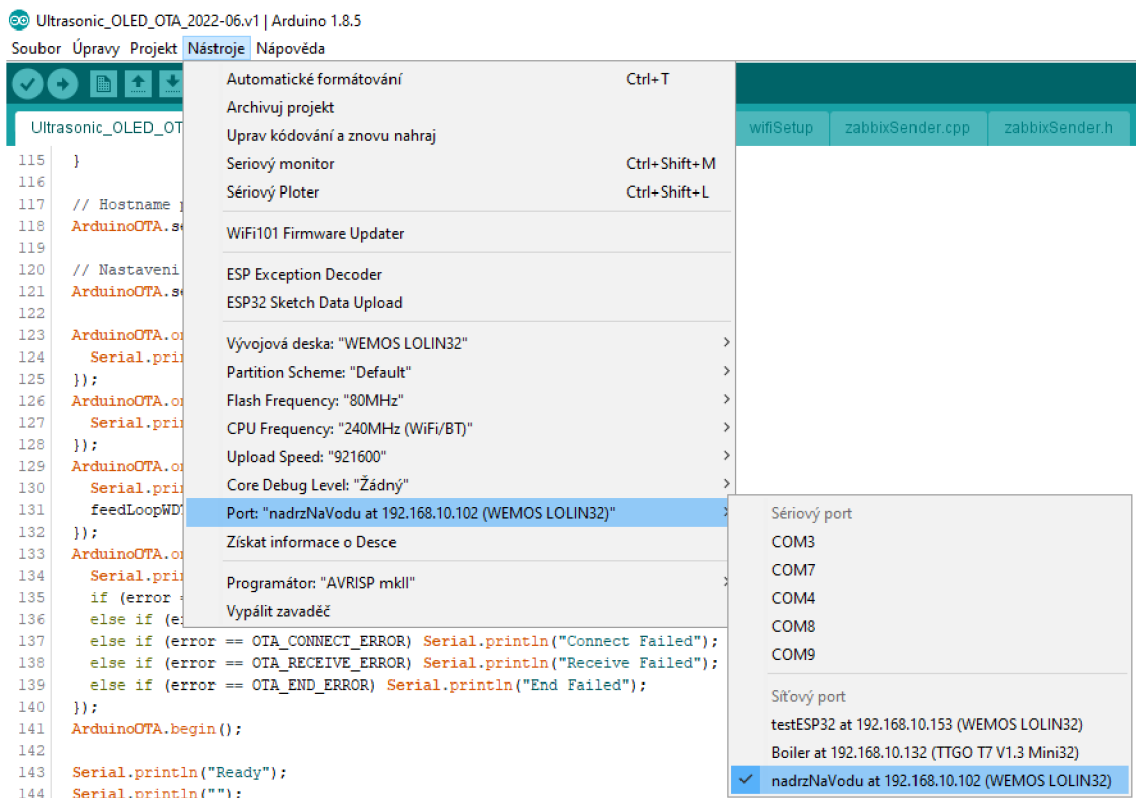 Ultrasonic_OLED_OTA_2022-06.v1 | Arduino 1.8.5
Soubor Úpravy Projekt Nástroje Nápověda
Automatické formátování Ctrl+T
Archivuj projekt
Uprav kódování a znovu nahraj
Seriový monitor Ctrl+Shift+M
Sériový Ploter Ctrl+Shift+L
WiFi101 Firmware Updater
ESP Exception Decoder
ESP32 Sketch Data Upload
Vývojová deska: "WEMOS LOLIN32"
Partition Scheme: "Default"
Flash Frequency: "80MHz"
CPU Frequency: "240MHz (WiFi/BT)"
Upload Speed: "921600"
Core Debug Level: "Žádný"
Port: "nadrzNaVodu at 192.168.10.102 (WEMOS LOLIN32)"
Získat informace o Desce
Programátor: "AVRISP mkII"
Vypálit zavaděč
Sériový port
COM3
COM7
COM4
COM8
COM9
Síťový port
testESP32 at 192.168.10.153 (WEMOS LOLIN32)
Boiler at 192.168.10.132 (TTGO T7 V1.3 Mini32)
nadrzNaVodu at 192.168.10.102 (WEMOS LOLIN32)
Ultrasonic_OLED_OT wifiSetup zabbixSender.cpp zabbixSender.h
115 }
116
117 // Hostname
118 ArduinoOTA.s
119
120 // Nastaveni
121 ArduinoOTA.s
122
123 ArduinoOTA.o
124 Serial.pri
125 });
126 ArduinoOTA.o
127 Serial.pri
128 });
129 ArduinoOTA.o
130 Serial.pri
131 feedLoopWD
132 });
133 ArduinoOTA.o
134 Serial.pri
135 if (error
136 else if (e
137 else if (error == OTA_CONNECT_ERROR) Serial.println("Connect Failed");
138 else if (error == OTA_RECEIVE_ERROR) Serial.println("Receive Failed");
139 else if (error == OTA_END_ERROR) Serial.println("End Failed");
140 });
141 ArduinoOTA.begin();
142
143 Serial.println("Ready");
144 Serial.println("");